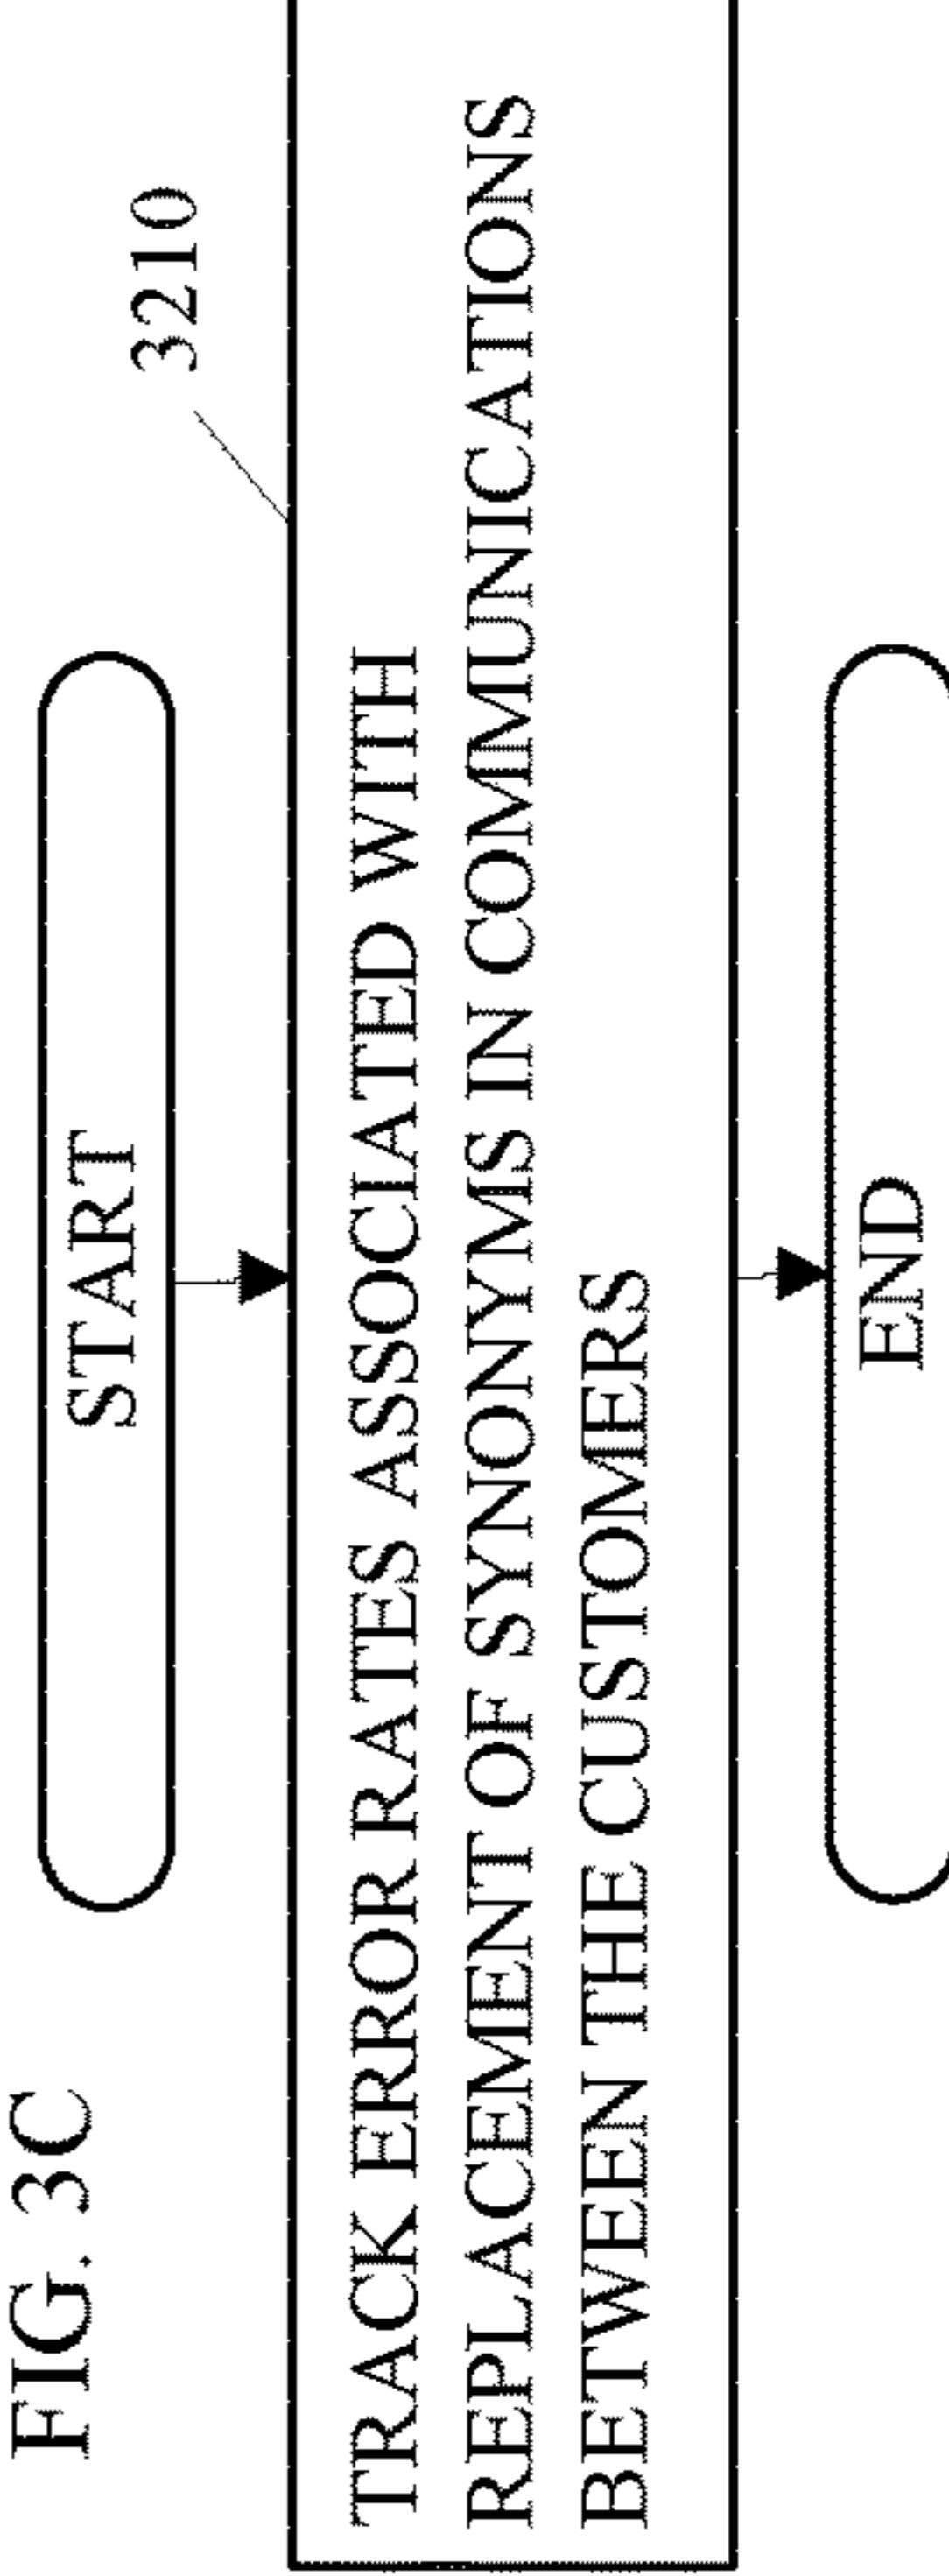 FIG. 3C
START
3210
TRACK ERROR RATES ASSOCIATED WITH
REPLACEMENT OF SYNONYMS IN COMMUNICATIONS
BETWEEN THE CUSTOMERS
END